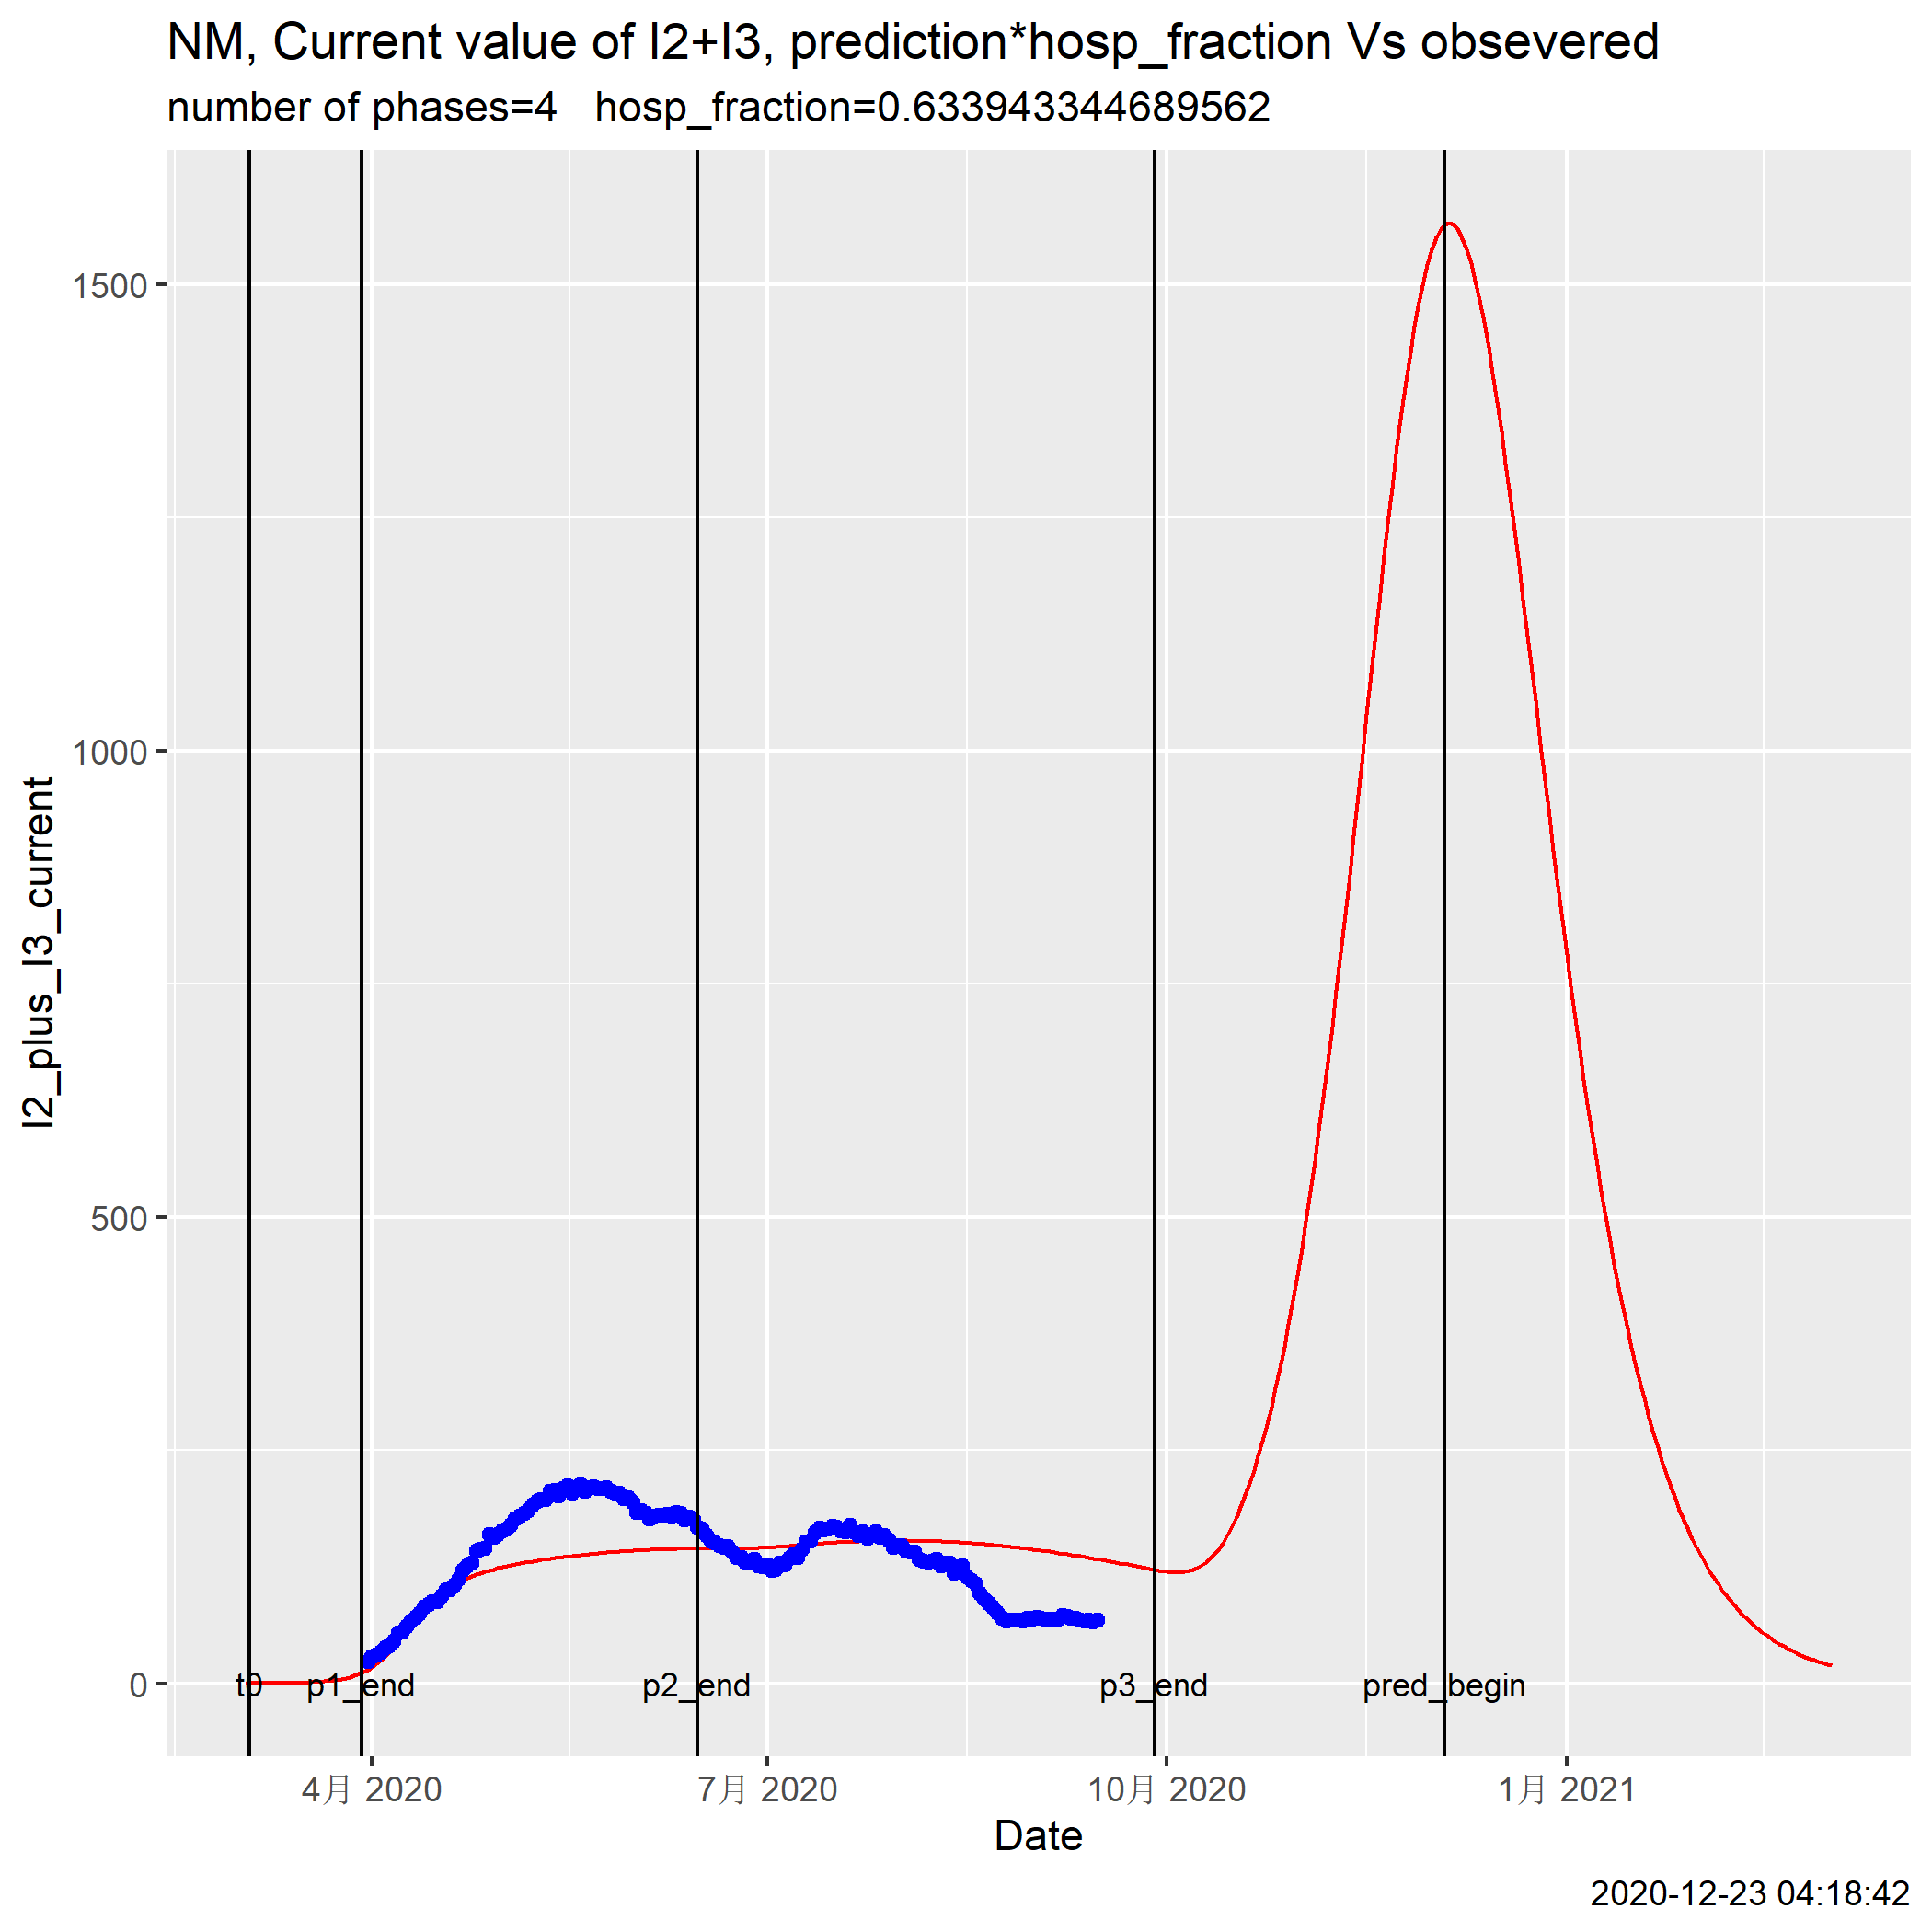 NM, Current value of I2+I3, prediction*hosp_fraction Vs obsevered
number of phases=4   hosp_fraction=0.633943344689562
1500
1000
500
0
I2_plus_I3_current
t0
p1_end
p2_end
p3_end
pred_begin
4月 2020
7月 2020
10月 2020
1月 2021
Date
2020-12-23 04:18:42